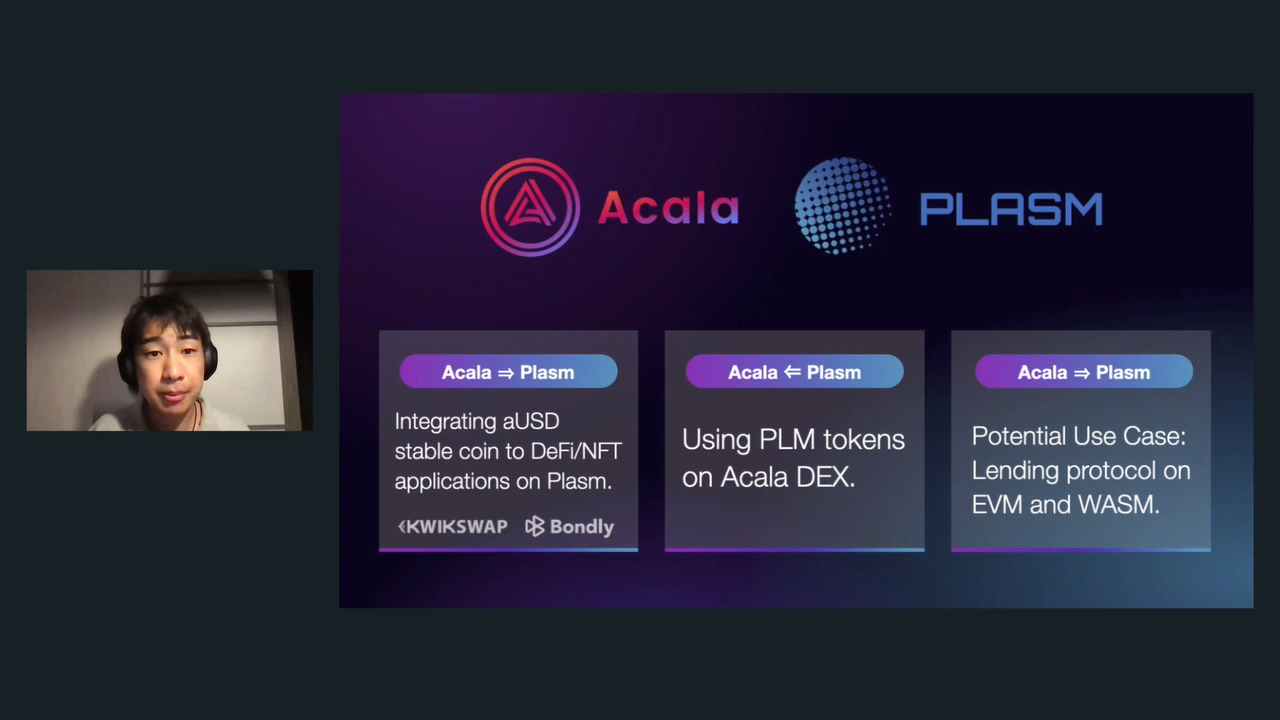 Acala
PLASM
Acala ⇒ Plasm
Integrating aUSD
stable coin to DeFi/NFT
applications on Plasm.
KWIKSWAP Bondly
Acala ⇐ Plasm
Using PLM tokens
on Acala DEX.
Acala ⇒ Plasm
Potential Use Case:
Lending protocol on
EVM and WASM.